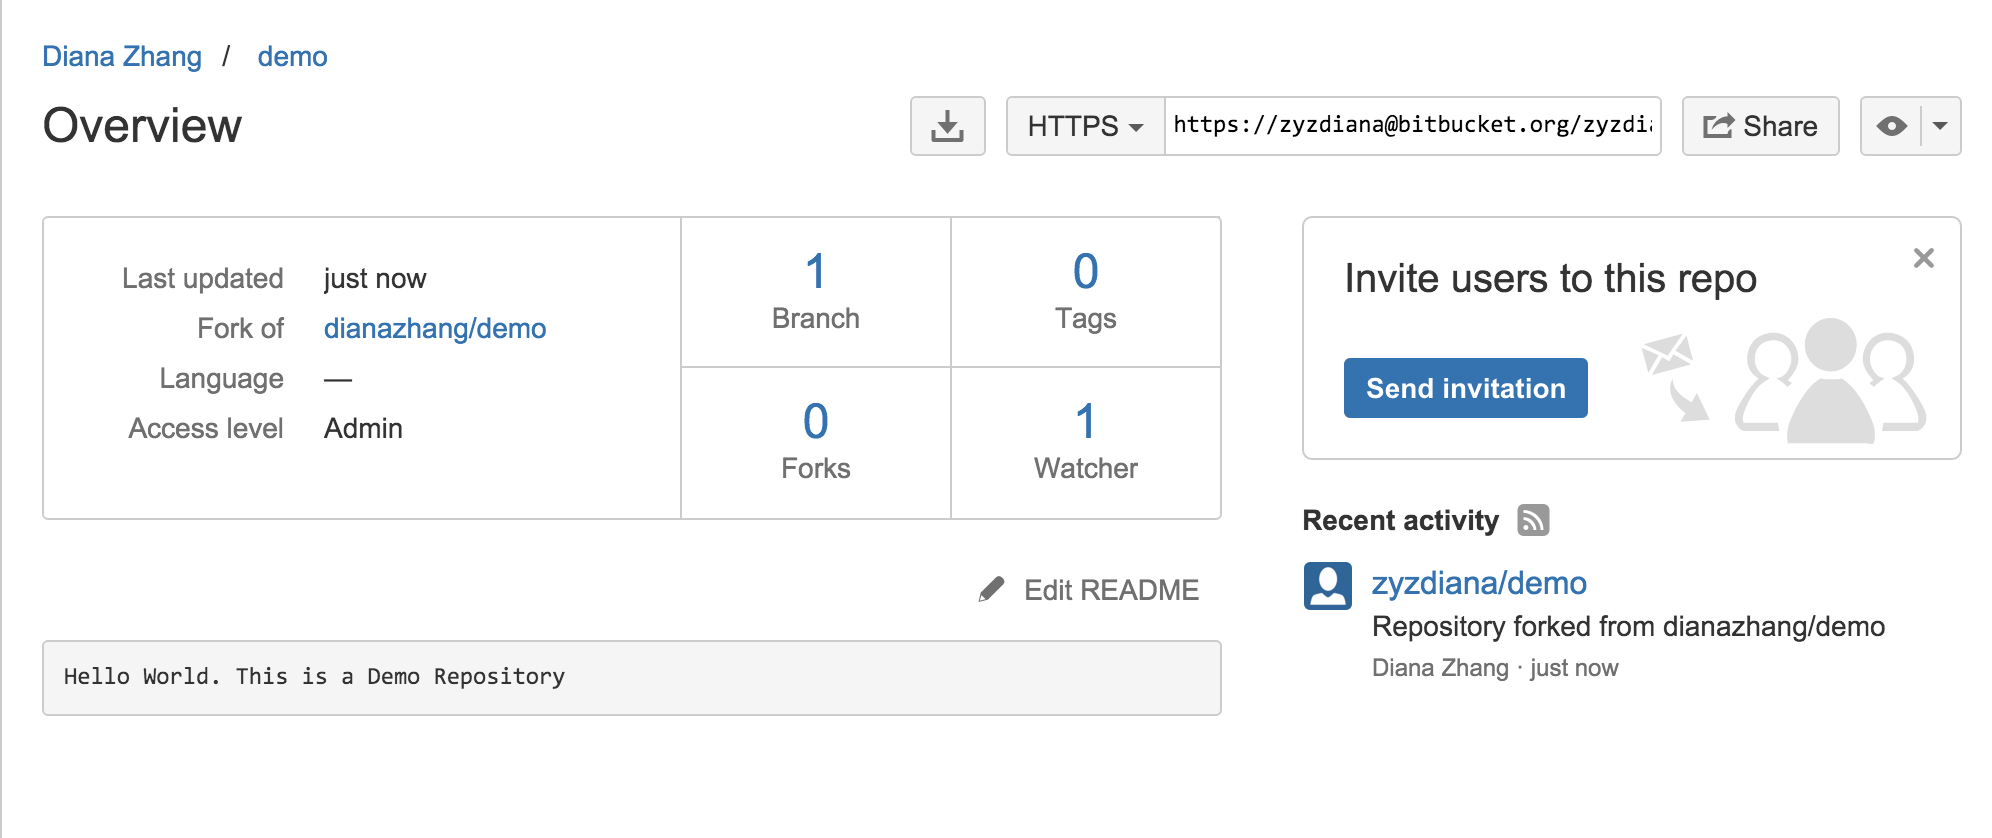 Diana Zhang / demo
Overview
HTTPS
https://zyzdiana@bitbucket.org/zyzdi
Share
Last updated just now
Fork of dianazhang/demo
Language —
Access level Admin
1
Branch
0
Tags
0
Forks
1
Watcher
Edit README
Hello World. This is a Demo Repository
Invite users to this repo
Send invitation
Recent activity
zyzdiana/demo
Repository forked from dianazhang/demo
Diana Zhang · just now